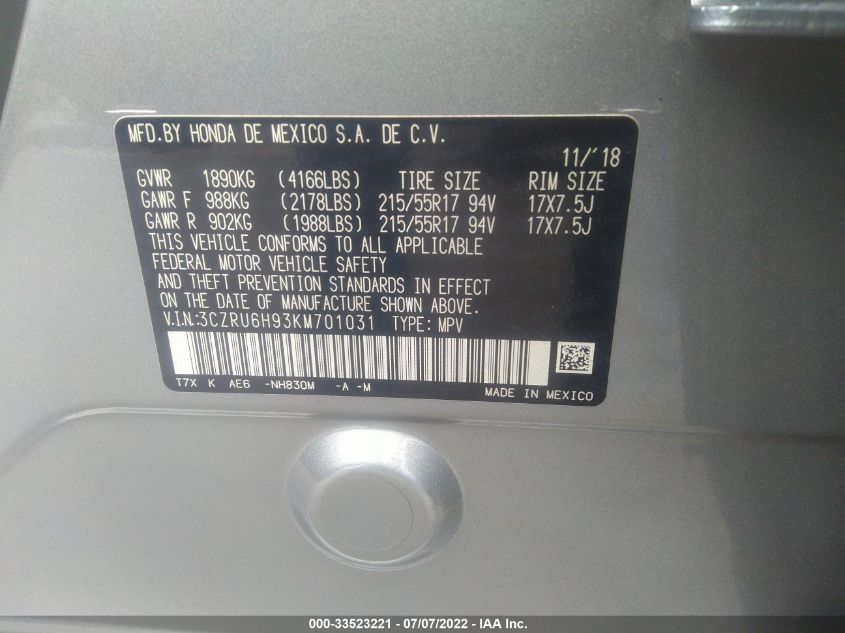 MFD.BY HONDA DE MEXICO S.A. DE C.V.
11/'18
GVWR 1890KG (4166LBS) TIRE SIZE RIM SIZE
GAWR F 988KG (2178LBS) 215/55R17 94V 17X7.5J
GAWR R 902KG (1988LBS) 215/55R17 94V 17X7.5J
THIS VEHICLE CONFORMS TO ALL APPLICABLE
FEDERAL MOTOR VEHICLE SAFETY
AND THEFT PREVENTION STANDARDS IN EFFECT
ON THE DATE OF MANUFACTURE SHOWN ABOVE.
V.I.N:3CZRU6H93KM701031 TYPE: MPV
T7X K AE6 -NH830M -A -M
MADE IN MEXICO
000-33523221 - 07/07/2022 - IAA Inc.